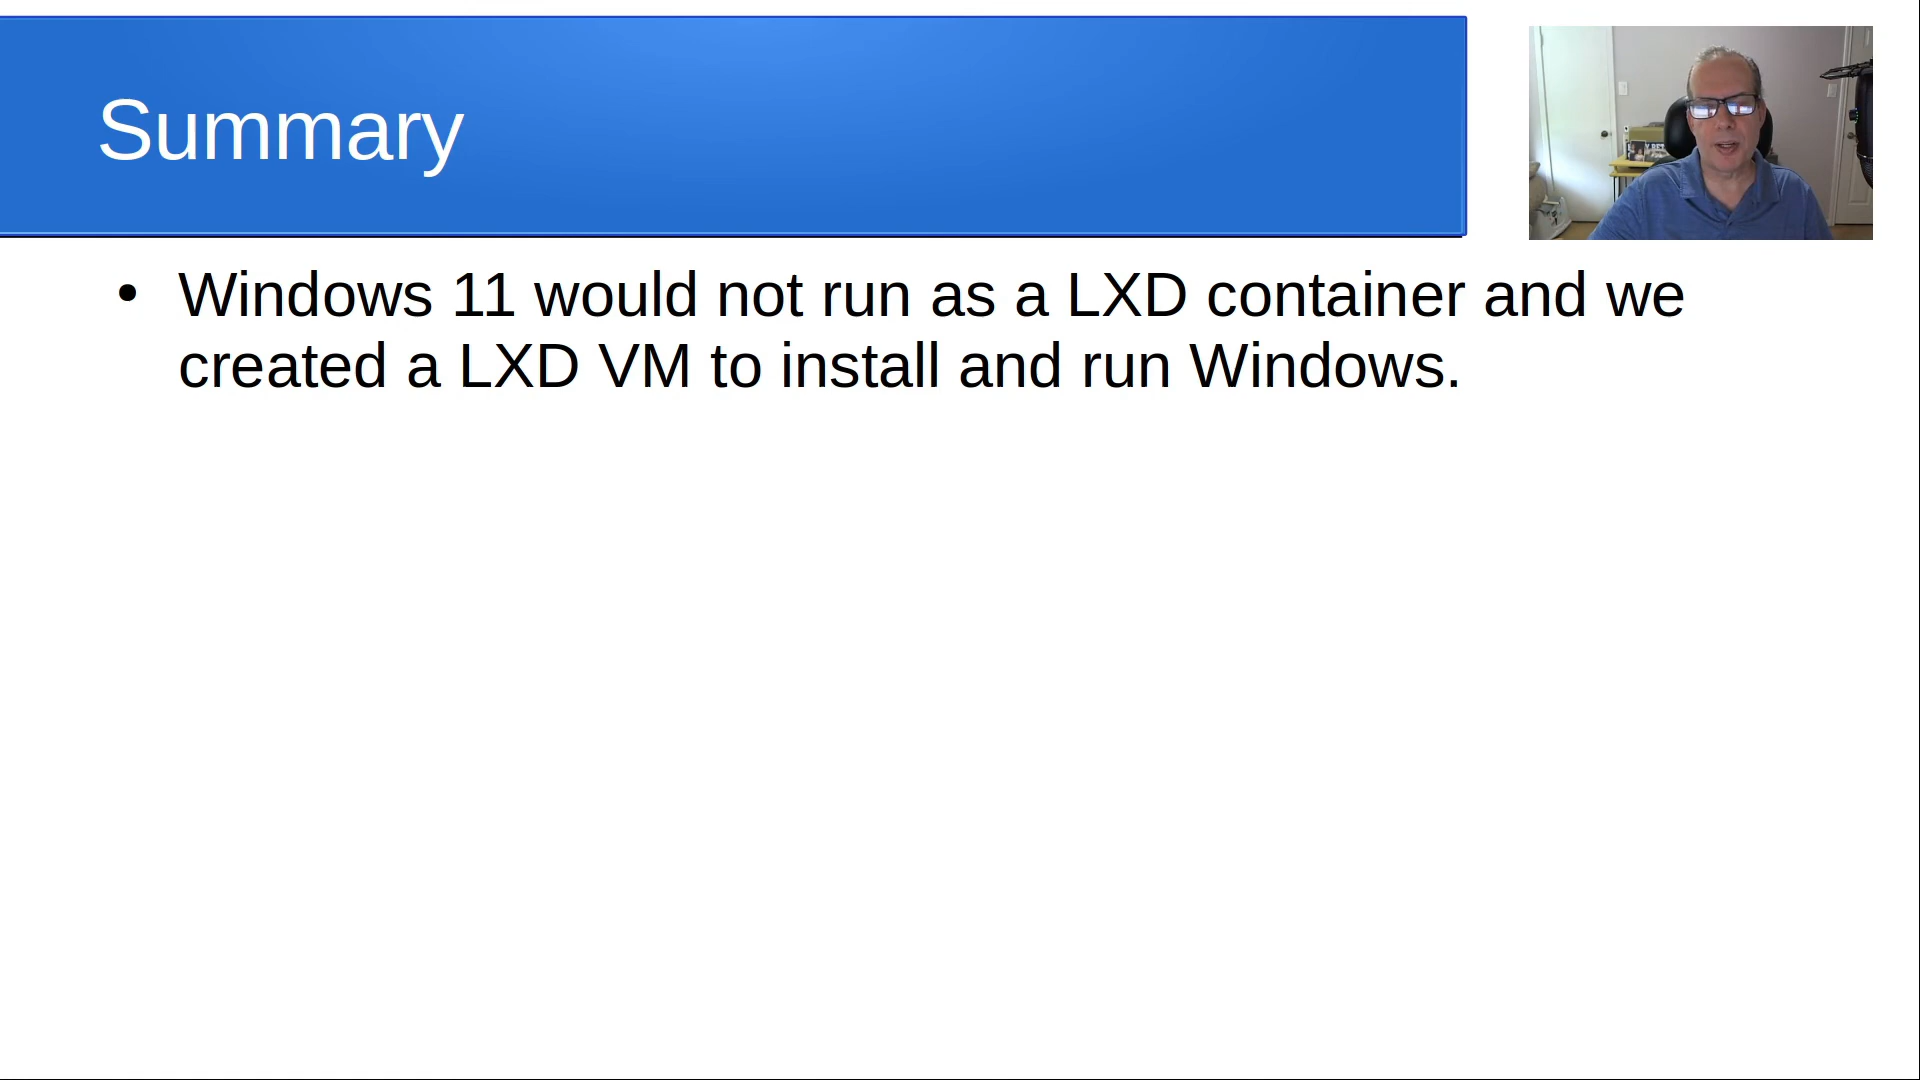 Summary
• Windows 11 would not run as a LXD container and we
created a LXD VM to install and run Windows.